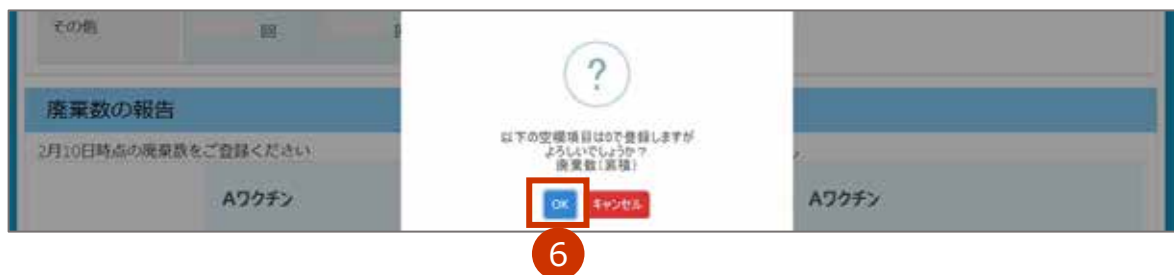 その他
回
回
廃棄数の報告
2月10日時点の廃棄数をご登録ください
Aワクチン
Aワクチン
?
以下の空欄項目は0で登録しますが
よろしいでしょうか?
廃棄数(累積)
OK
キャンセル
6